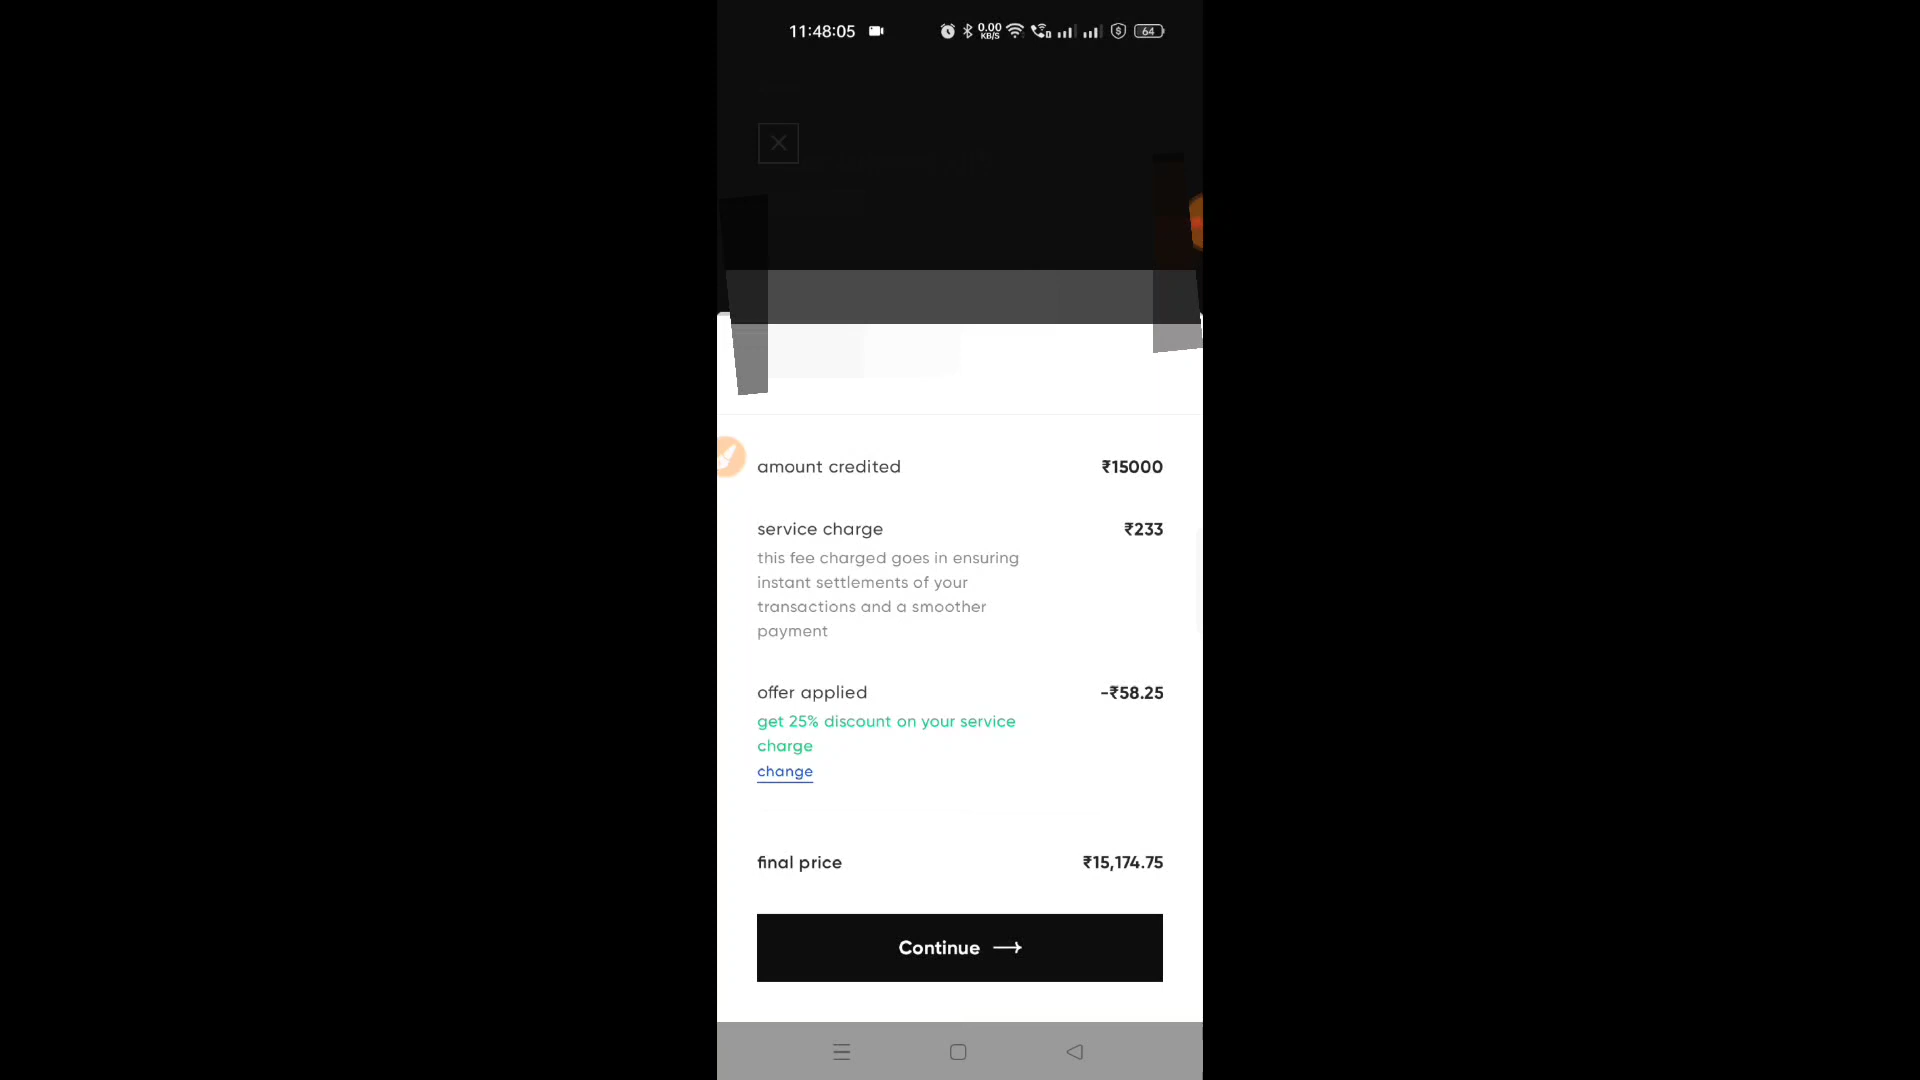 11:48:05 0.00 KB/S 64
amount credited ₹15000
service charge ₹233
this fee charged goes in ensuring
instant settlements of your
transactions and a smoother
payment
offer applied -₹58.25
get 25% discount on your service
charge
change
final price ₹15,174.75
Continue